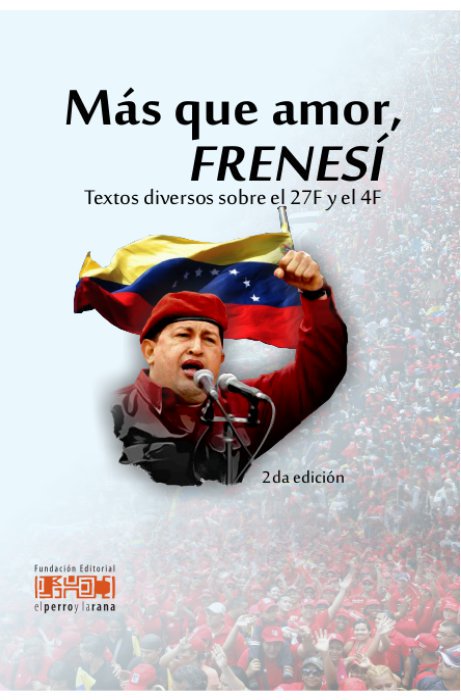 Más que amor,
FRENESÍ
Textos diversos sobre el 27F y el 4F
2da edición
Fundación Editorial
elperroylarana